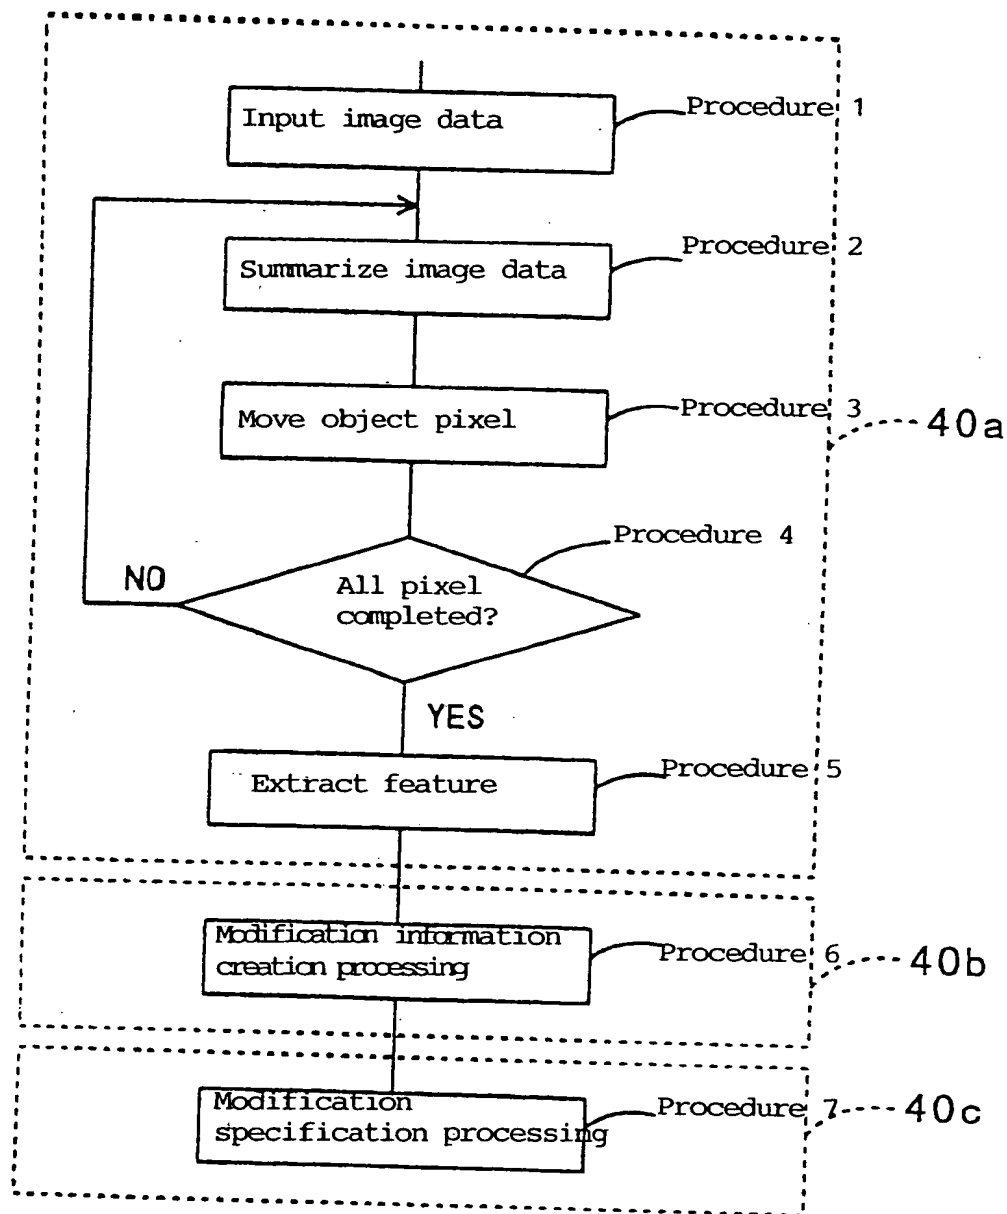 Input image data
Procedure 1
Summarize image data
Procedure 2
Move object pixel
Procedure 3
40a
Procedure 4
NO
All pixel
completed?
YES
Extract feature
Procedure 5
Modification information
creation processing
Procedure 6
40b
Modification
specification processing
Procedure 7
40c